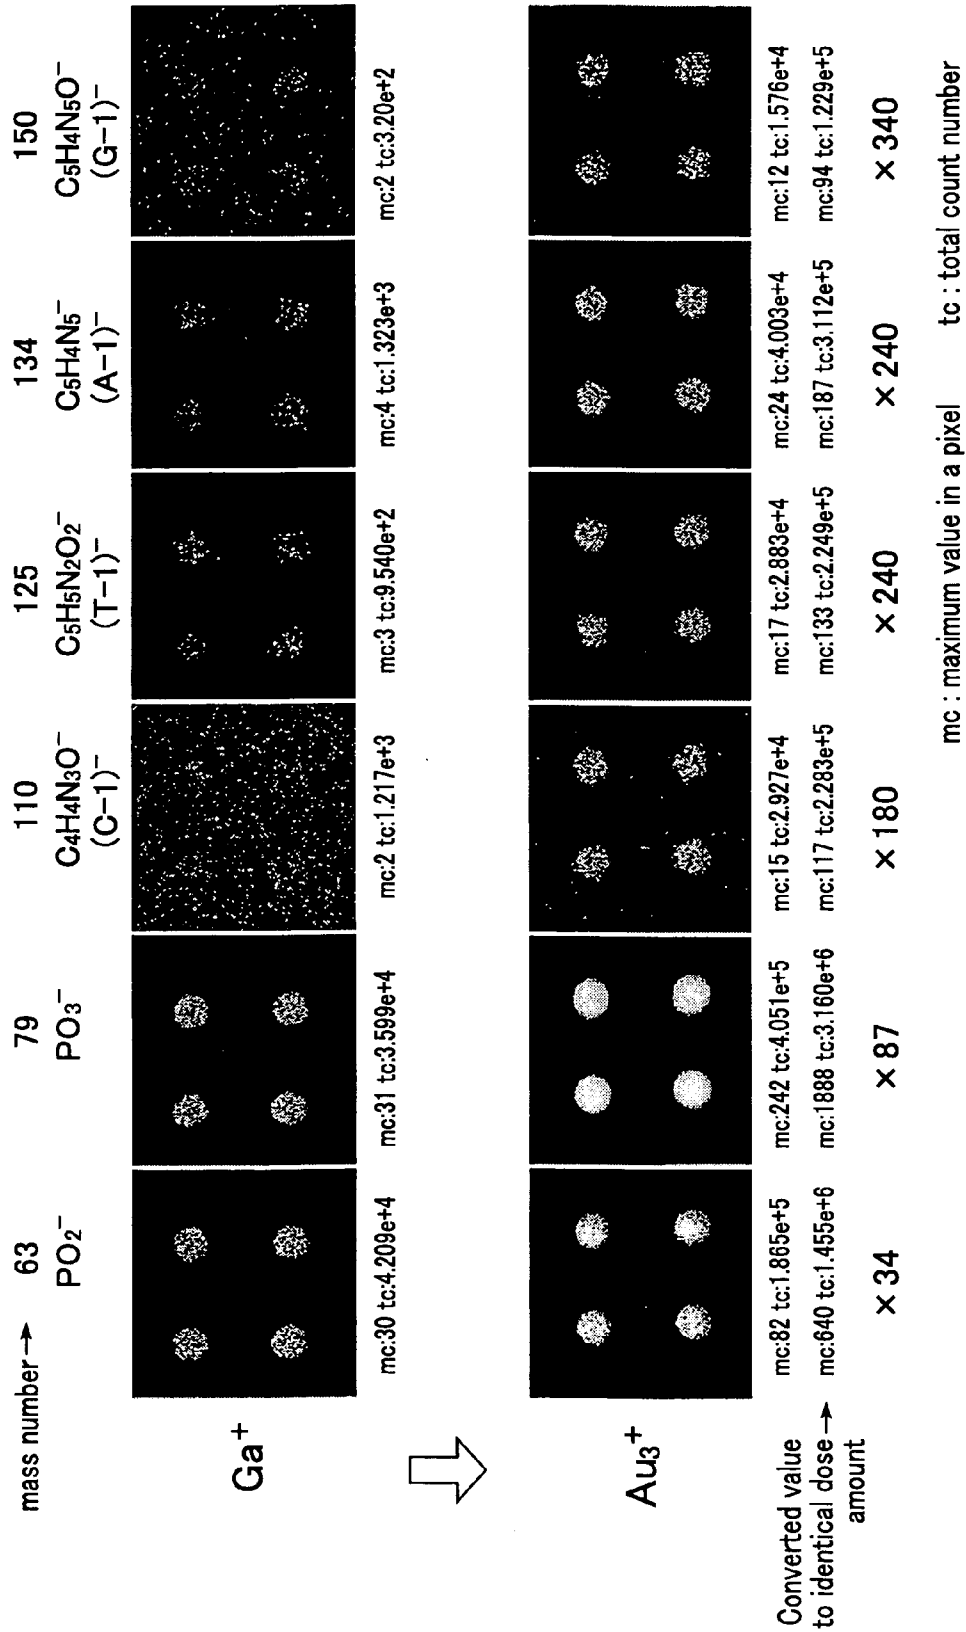 mass number→ 63 79 110 125 134 150
PO2− PO3− C4H4N3O− C5H5N2O2− C5H4N5− C5H4N5O−
(C−1)− (T−1)− (A−1)− (G−1)−
Ga+
mc:30 tc:4.209e+4 mc:31 tc:3.599e+4 mc:2 tc:1.217e+3 mc:3 tc:9.540e+2 mc:4 tc:1.323e+3 mc:2 tc:3.20e+2
Au3+
mc:82 tc:1.865e+5 mc:242 tc:4.051e+5 mc:15 tc:2.927e+4 mc:17 tc:2.883e+4 mc:24 tc:4.003e+4 mc:12 tc:1.576e+4
Converted value
to identical dose→ mc:640 tc:1.455e+6 mc:1888 tc:3.160e+6 mc:117 tc:2.283e+5 mc:133 tc:2.249e+5 mc:187 tc:3.112e+5 mc:94 tc:1.229e+5
amount
×34 ×87 ×180 ×240 ×240 ×340
mc : maximum value in a pixel tc : total count number